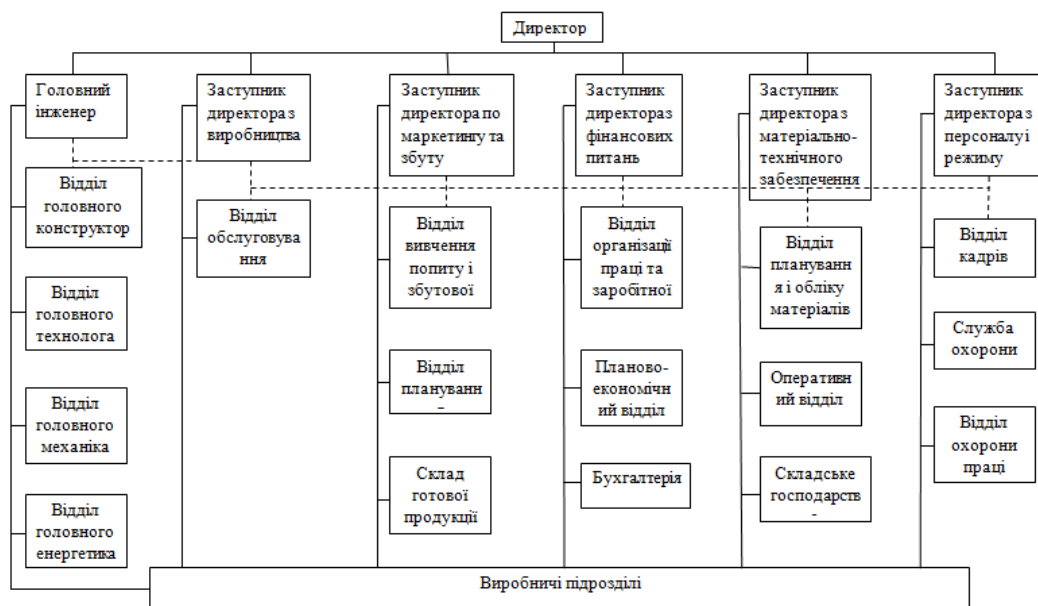 Директор
Головний
інженер
Заступник
директора з
виробництва
Заступник
директора по
маркетингу та
збуту
Заступник
директора з
фінансових
питань
Заступник
директора з
матеріально-
технічного
забезпечення
Заступник
директора з
персоналу і
режиму
Відділ
головного
конструктор
Відділ
обслуговува
ння
Відділ
вивчення
попиту і
збутової
Відділ
організації
праці та
заробітної
Відділ
плануванн
я і обліку
матеріалів
Відділ
кадрів
Відділ
головного
технолога
Служба
охорони
Відділ
плануванн
Планово-
економічн
ий відділ
Оперативн
ий відділ
Відділ
головного
механіка
Відділ
охорони
праці
Склад
готової
продукції
Бухгалтерія
Складське
господарств
Відділ
головного
енергетика
Виробничі підрозділі